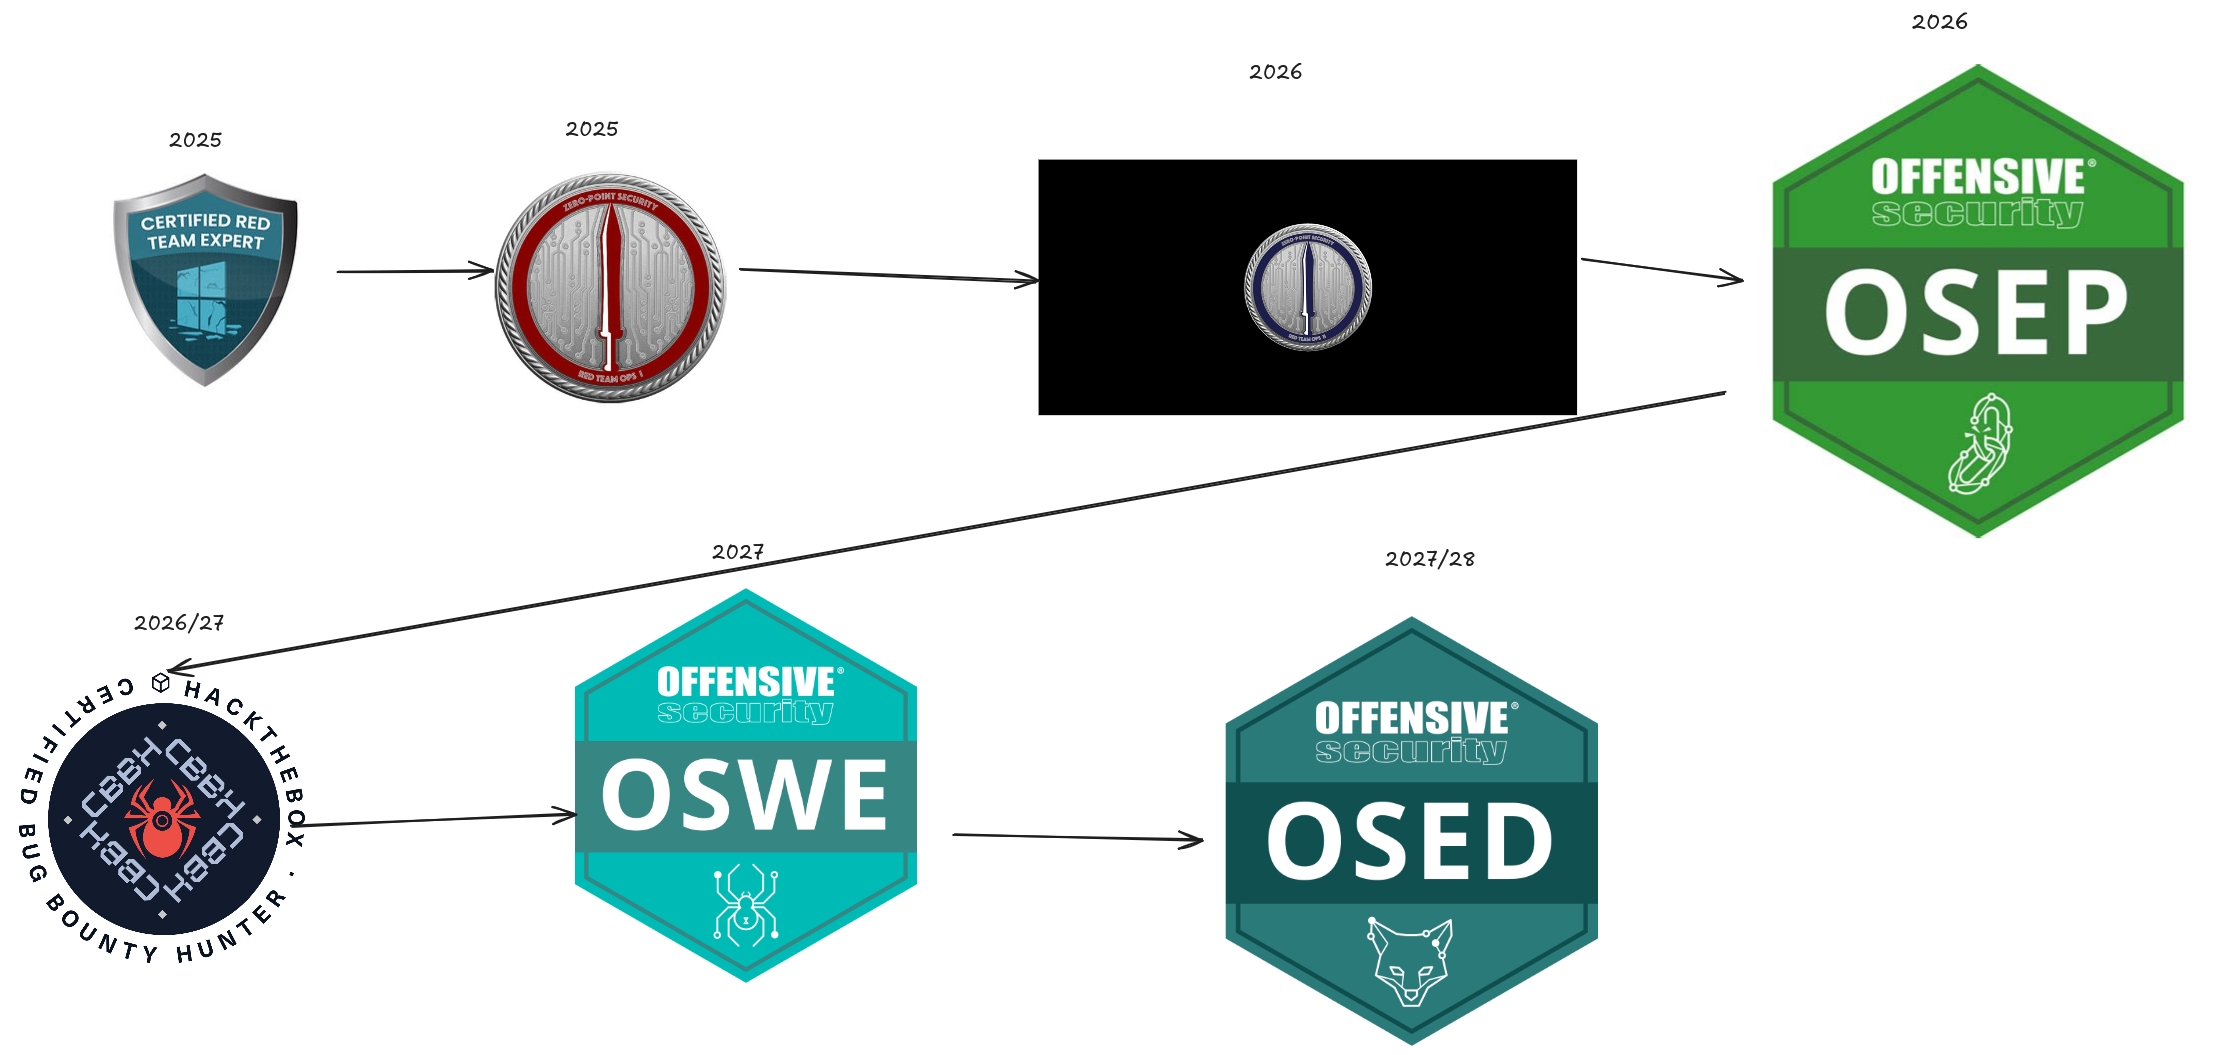 2025
CERTIFIED RED
TEAM EXPERT
2025
ZERO-POINT SECURITY
RED TEAM OPS I
2026
ZERO-POINT SECURITY
RED TEAM OPS II
2026
OFFENSIVE®
security
OSEP
2026/27
HACKTHEBOX · CERTIFIED BUG BOUNTY HUNTER
CBBH
CBBH
CBBH
CBBH
2027
OFFENSIVE®
security
OSWE
2027/28
OFFENSIVE®
security
OSED